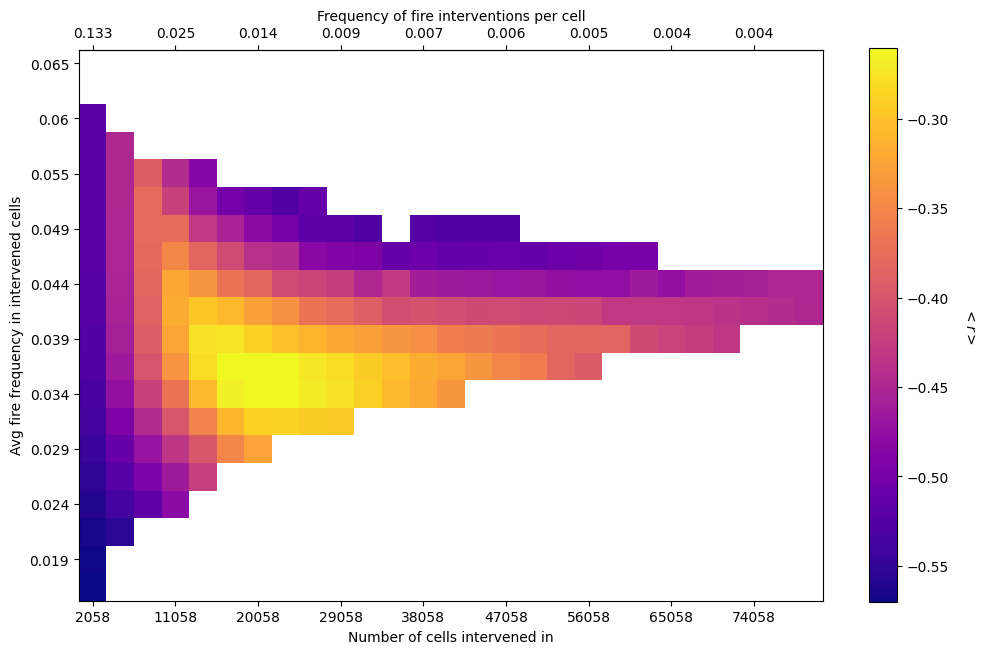 Frequency of fire interventions per cell
0.133 0.025 0.014 0.009 0.007 0.006 0.005 0.004 0.004
0.065
0.06
0.055
0.049
0.044
0.039
0.034
0.029
0.024
0.019
Avg fire frequency in intervened cells
2058 11058 20058 29058 38058 47058 56058 65058 74058
Number of cells intervened in
−0.30
−0.35
−0.40
−0.45
−0.50
−0.55
< r >